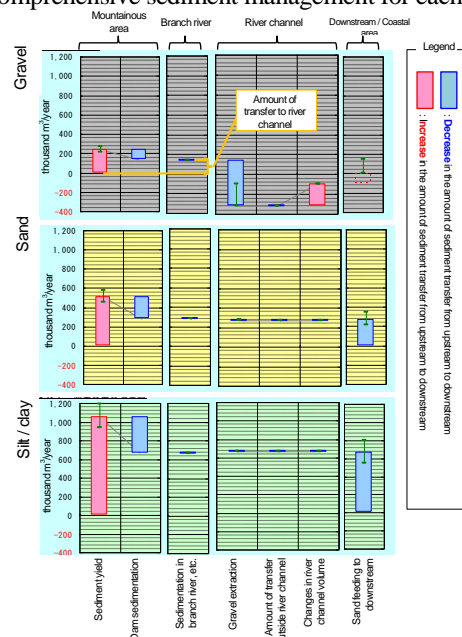 omprehensive sediment management for each
Mountainous area
Branch river
River channel
Downstream / Coastal area
Legend
Gravel
thousand m³/year
1,200
1,000
800
600
400
200
0
−200
−400
Amount of transfer to river channel
Sand
thousand m³/year
1,200
1,000
800
600
400
200
0
−200
−400
Silt / clay
thousand m³/year
1,200
1,000
800
600
400
200
0
−200
−400
Sediment yield
Dam sedimentation
Sedimentation in branch river, etc.
Gravel extraction
Amount of transfer outside river channel
Changes in river channel volume
Sand feeding to downstream
: Decrease in the amount of sediment transfer from upstream to downstream
: Increase in the amount of sediment transfer from upstream to downstream